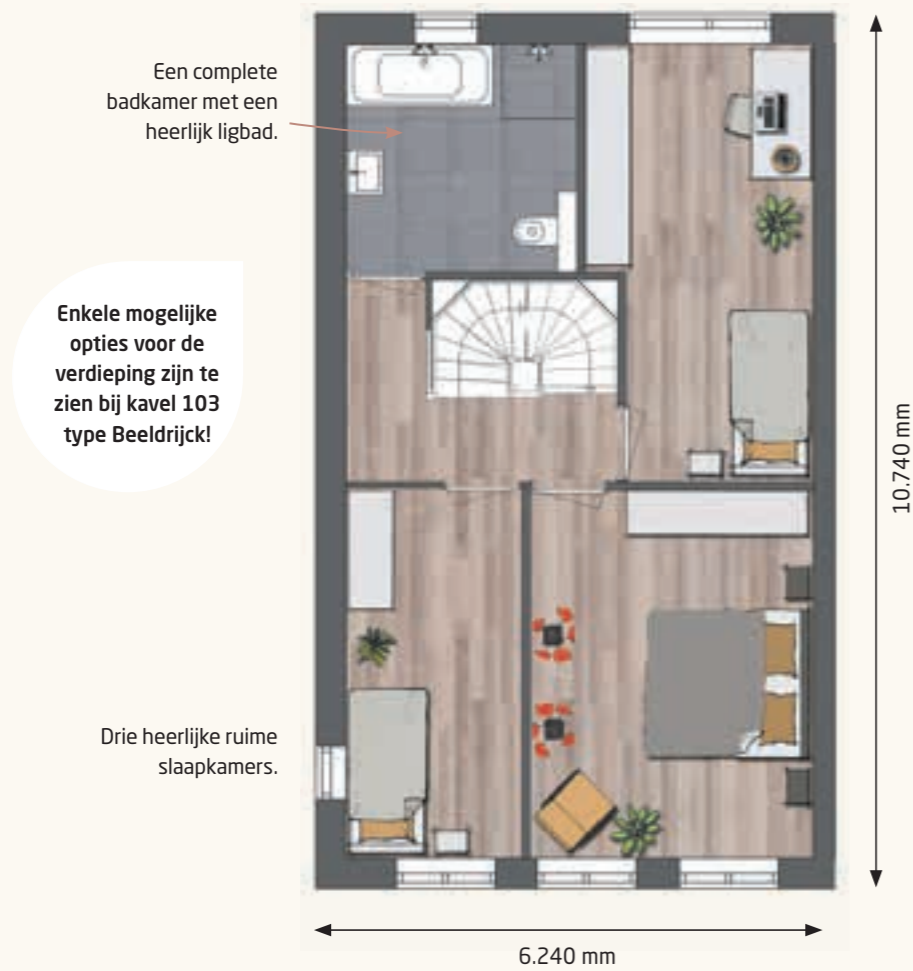 Een complete
badkamer met een
heerlijk ligbad.
Enkele mogelijke
opties voor de
verdieping zijn te
zien bij kavel 103
type Beeldrijck!
Drie heerlijke ruime
slaapkamers.
10.740 mm
6.240 mm